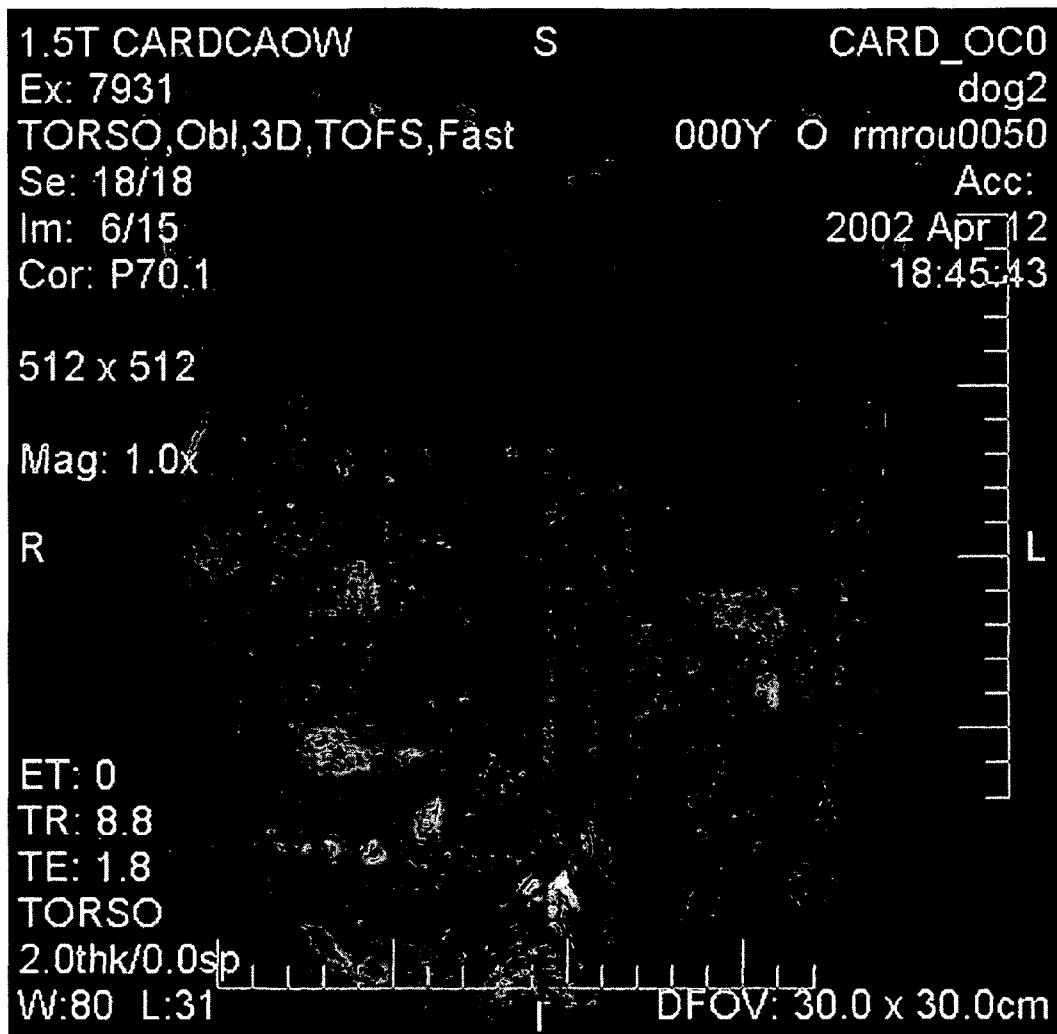 1.5T CARDCAOW S CARD_OC0
Ex: 7931 dog2
TORSO,Obl,3D,TOFS,Fast 000Y O rmrou0050
Se: 18/18 Acc:
Im: 6/15 2002 Apr 12
Cor: P70.1 18:45:43
512 x 512
Mag: 1.0x
R L
ET: 0
TR: 8.8
TE: 1.8
TORSO
2.0thk/0.0sp
W:80 L:31 I DFOV: 30.0 x 30.0cm